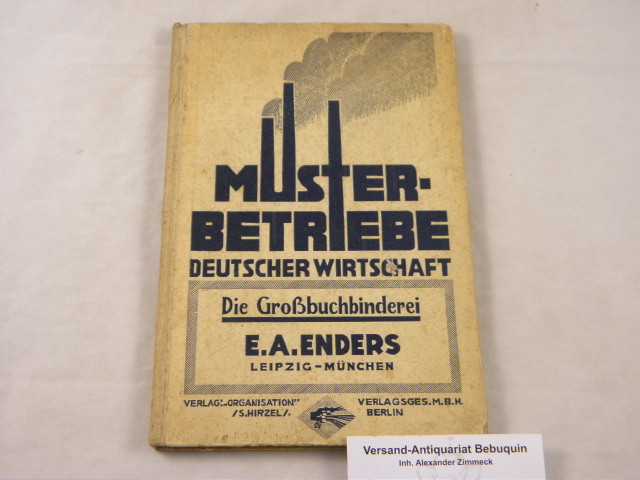 MUSTER-
BETRIEBE
DEUTSCHER WIRTSCHAFT
Die Großbuchbinderei
E.A.ENDERS
LEIPZIG-MÜNCHEN
VERLAG:„ORGANISATION" VERLAGSGES.M.B.H.
/S.HIRZEL/. BERLIN
Versand-Antiquariat Bebuquin
Inh. Alexander Zimmeck